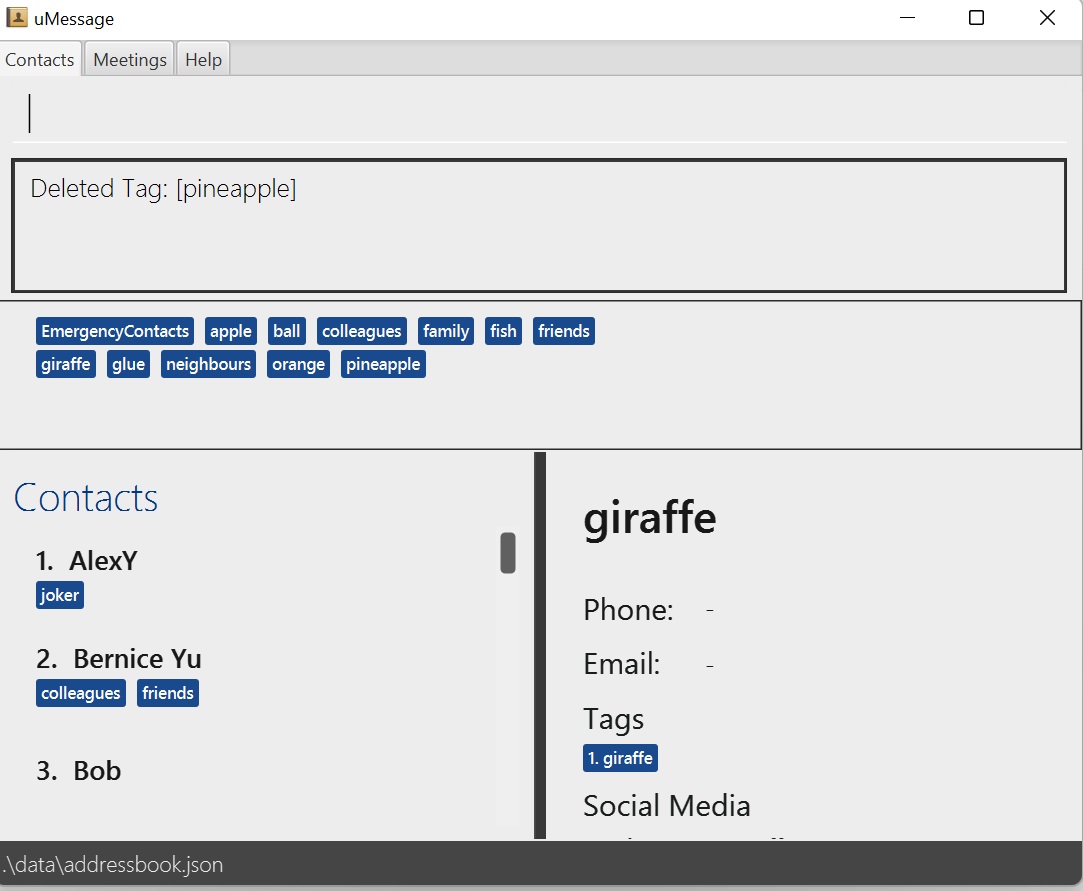 uMessage
Contacts Meetings Help
Deleted Tag: [pineapple]
EmergencyContacts apple ball colleagues family fish friends
giraffe glue neighbours orange pineapple
Contacts
1. AlexY
joker
2. Bernice Yu
colleagues friends
3. Bob
giraffe
Phone: -
Email: -
Tags
1. giraffe
Social Media
.\data\addressbook.json